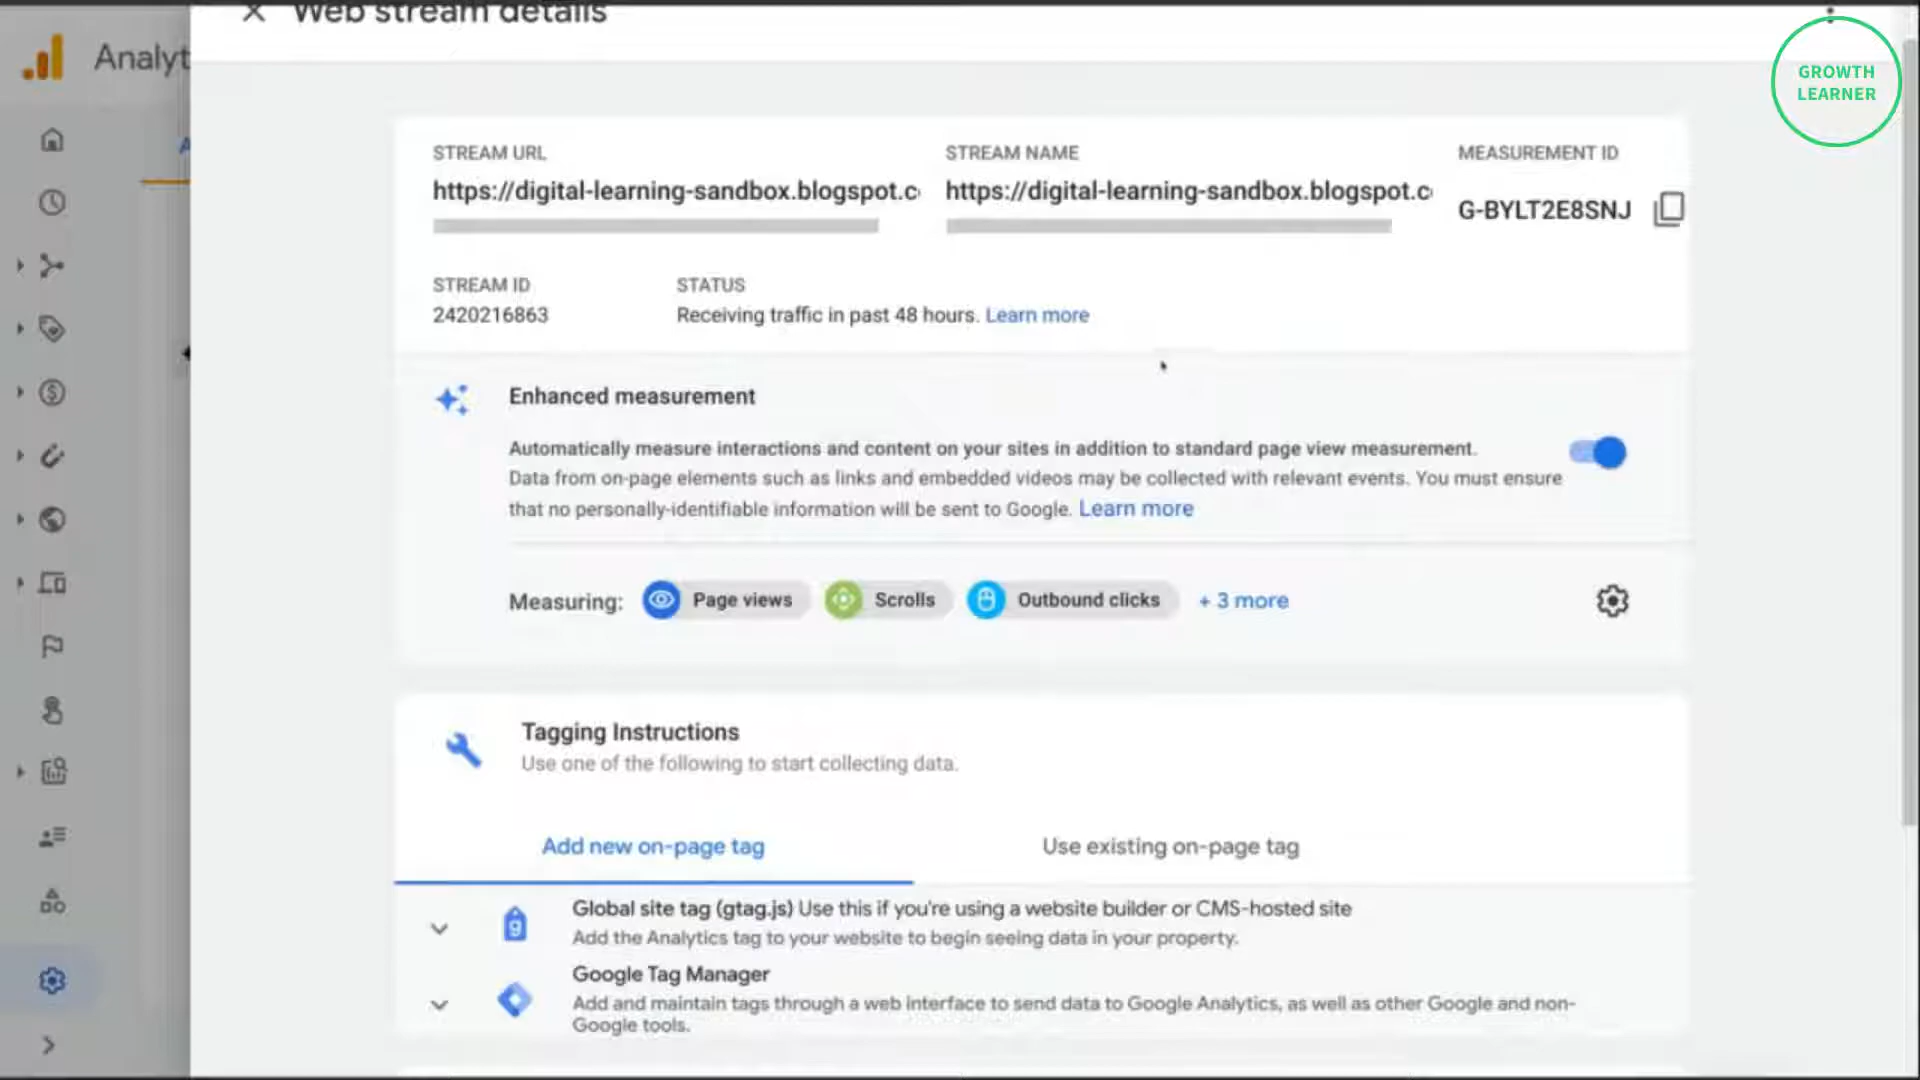 Web stream details
Analyt
GROWTH
LEARNER
A
STREAM URL
STREAM NAME
MEASUREMENT ID
https://digital-learning-sandbox.blogspot.c
https://digital-learning-sandbox.blogspot.c
G-BYLT2E8SNJ
STREAM ID
STATUS
2420216863
Receiving traffic in past 48 hours. Learn more
Enhanced measurement
Automatically measure interactions and content on your sites in addition to standard page view measurement.
Data from on-page elements such as links and embedded videos may be collected with relevant events. You must ensure
that no personally-identifiable information will be sent to Google. Learn more
Measuring: Page views Scrolls Outbound clicks + 3 more
Tagging Instructions
Use one of the following to start collecting data.
Add new on-page tag
Use existing on-page tag
Global site tag (gtag.js) Use this if you're using a website builder or CMS-hosted site
Add the Analytics tag to your website to begin seeing data in your property.
Google Tag Manager
Add and maintain tags through a web interface to send data to Google Analytics, as well as other Google and non-
Google tools.